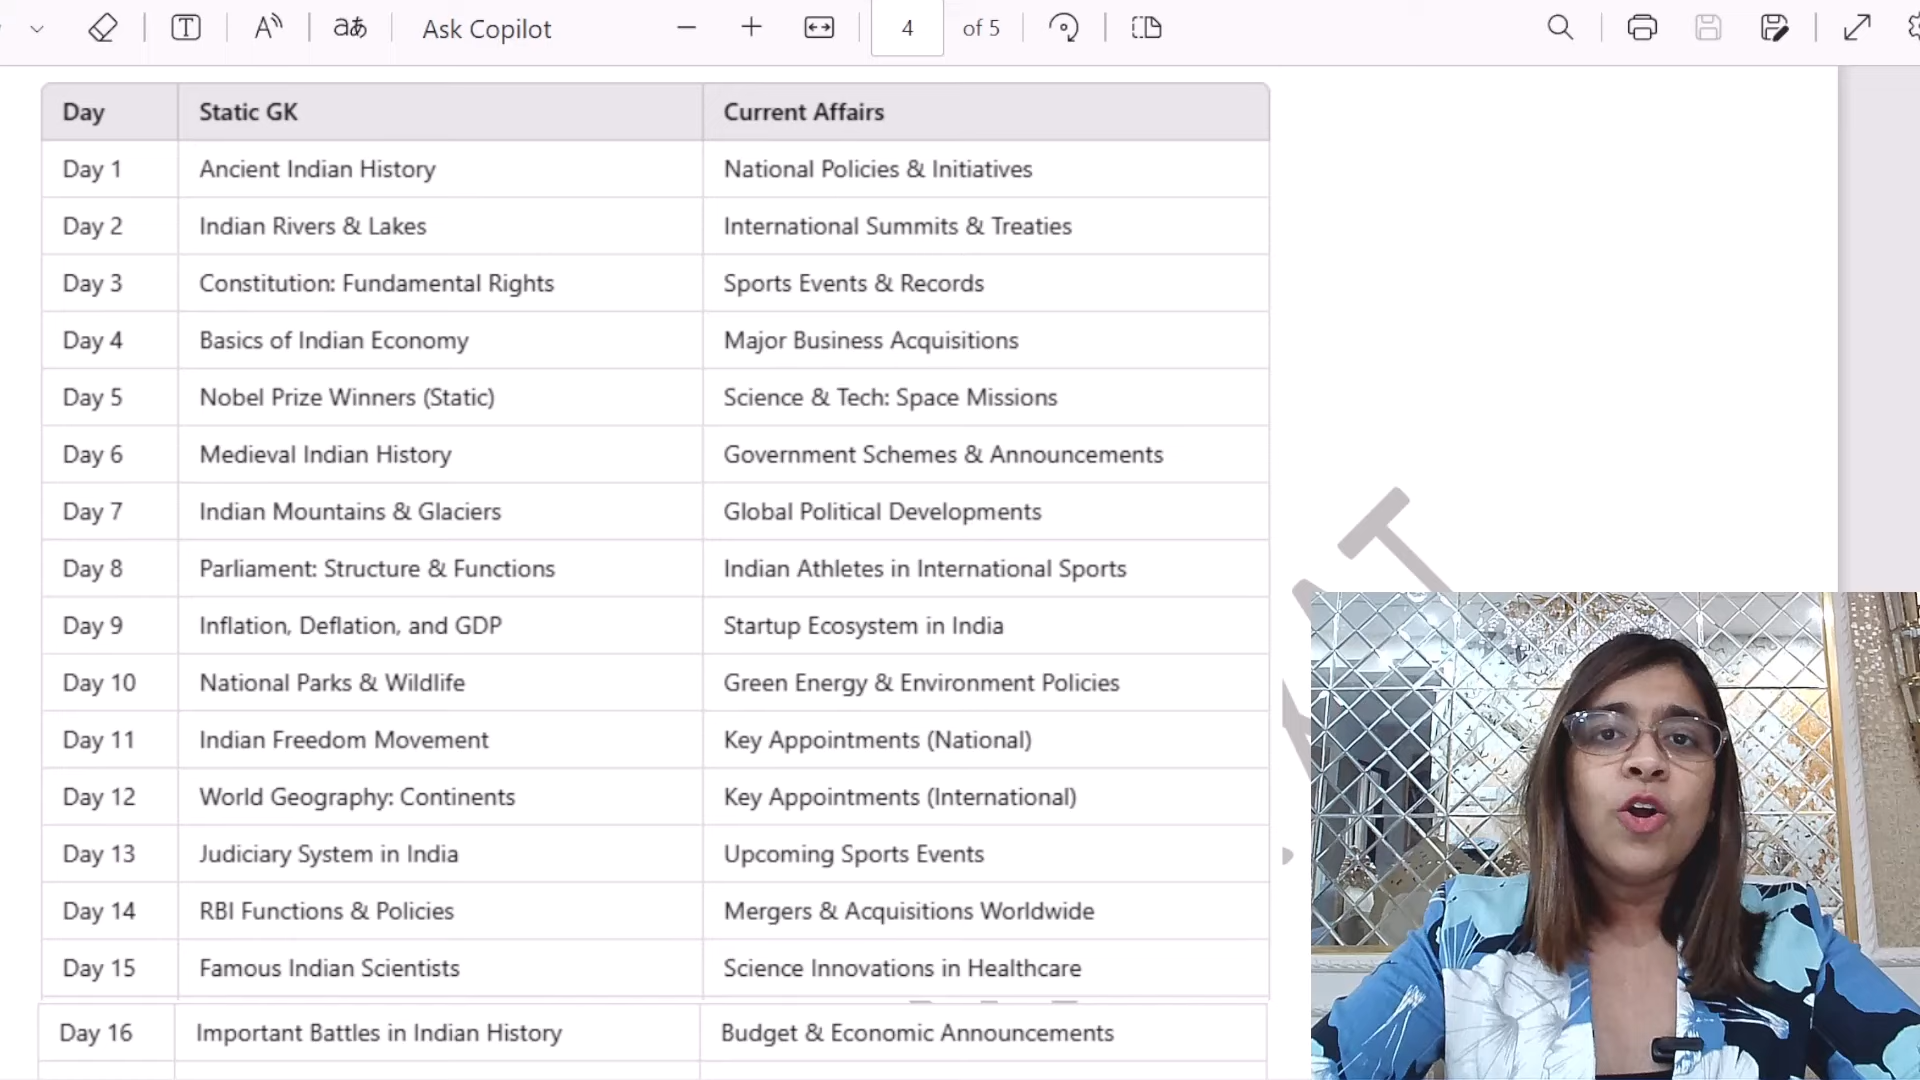 Ask Copilot 4 of 5
Day Static GK Current Affairs
Day 1 Ancient Indian History National Policies & Initiatives
Day 2 Indian Rivers & Lakes International Summits & Treaties
Day 3 Constitution: Fundamental Rights Sports Events & Records
Day 4 Basics of Indian Economy Major Business Acquisitions
Day 5 Nobel Prize Winners (Static) Science & Tech: Space Missions
Day 6 Medieval Indian History Government Schemes & Announcements
Day 7 Indian Mountains & Glaciers Global Political Developments
Day 8 Parliament: Structure & Functions Indian Athletes in International Sports
Day 9 Inflation, Deflation, and GDP Startup Ecosystem in India
Day 10 National Parks & Wildlife Green Energy & Environment Policies
Day 11 Indian Freedom Movement Key Appointments (National)
Day 12 World Geography: Continents Key Appointments (International)
Day 13 Judiciary System in India Upcoming Sports Events
Day 14 RBI Functions & Policies Mergers & Acquisitions Worldwide
Day 15 Famous Indian Scientists Science Innovations in Healthcare
Day 16 Important Battles in Indian History Budget & Economic Announcements